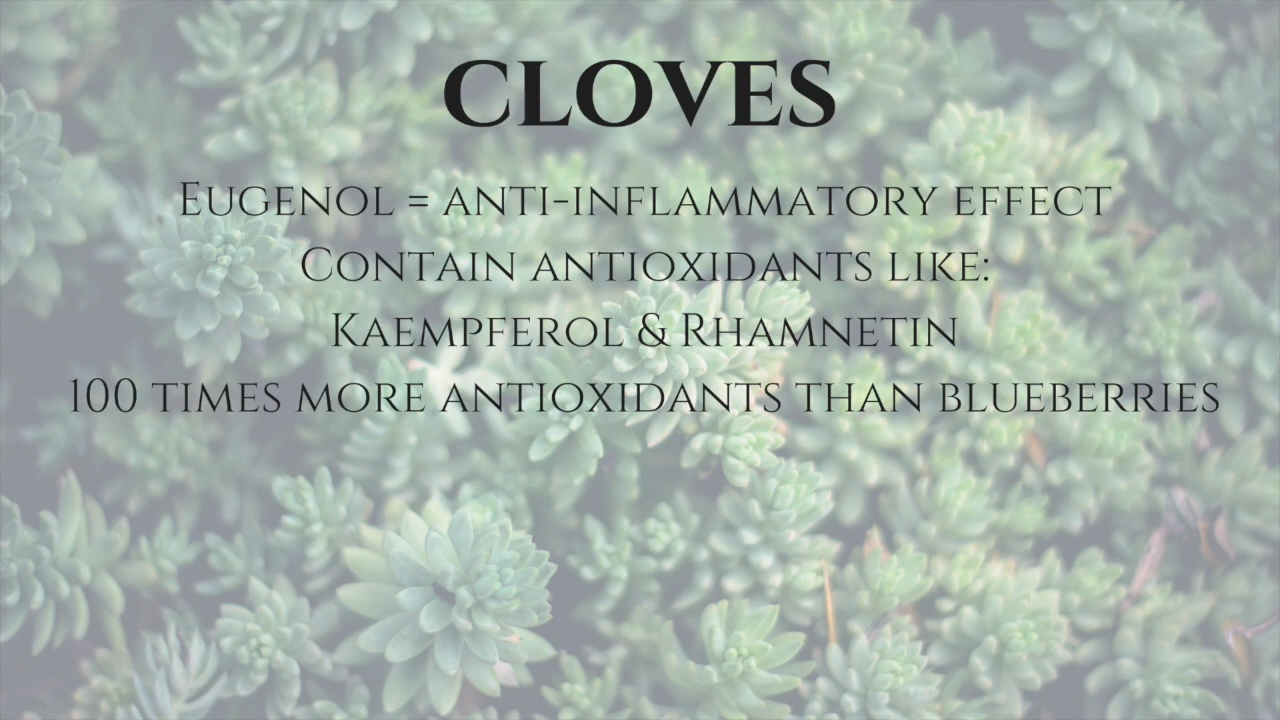 CLOVES
Eugenol = anti-inflammatory effect
Contain antioxidants like:
Kaempferol & Rhamnetin
100 times more antioxidants than blueberries